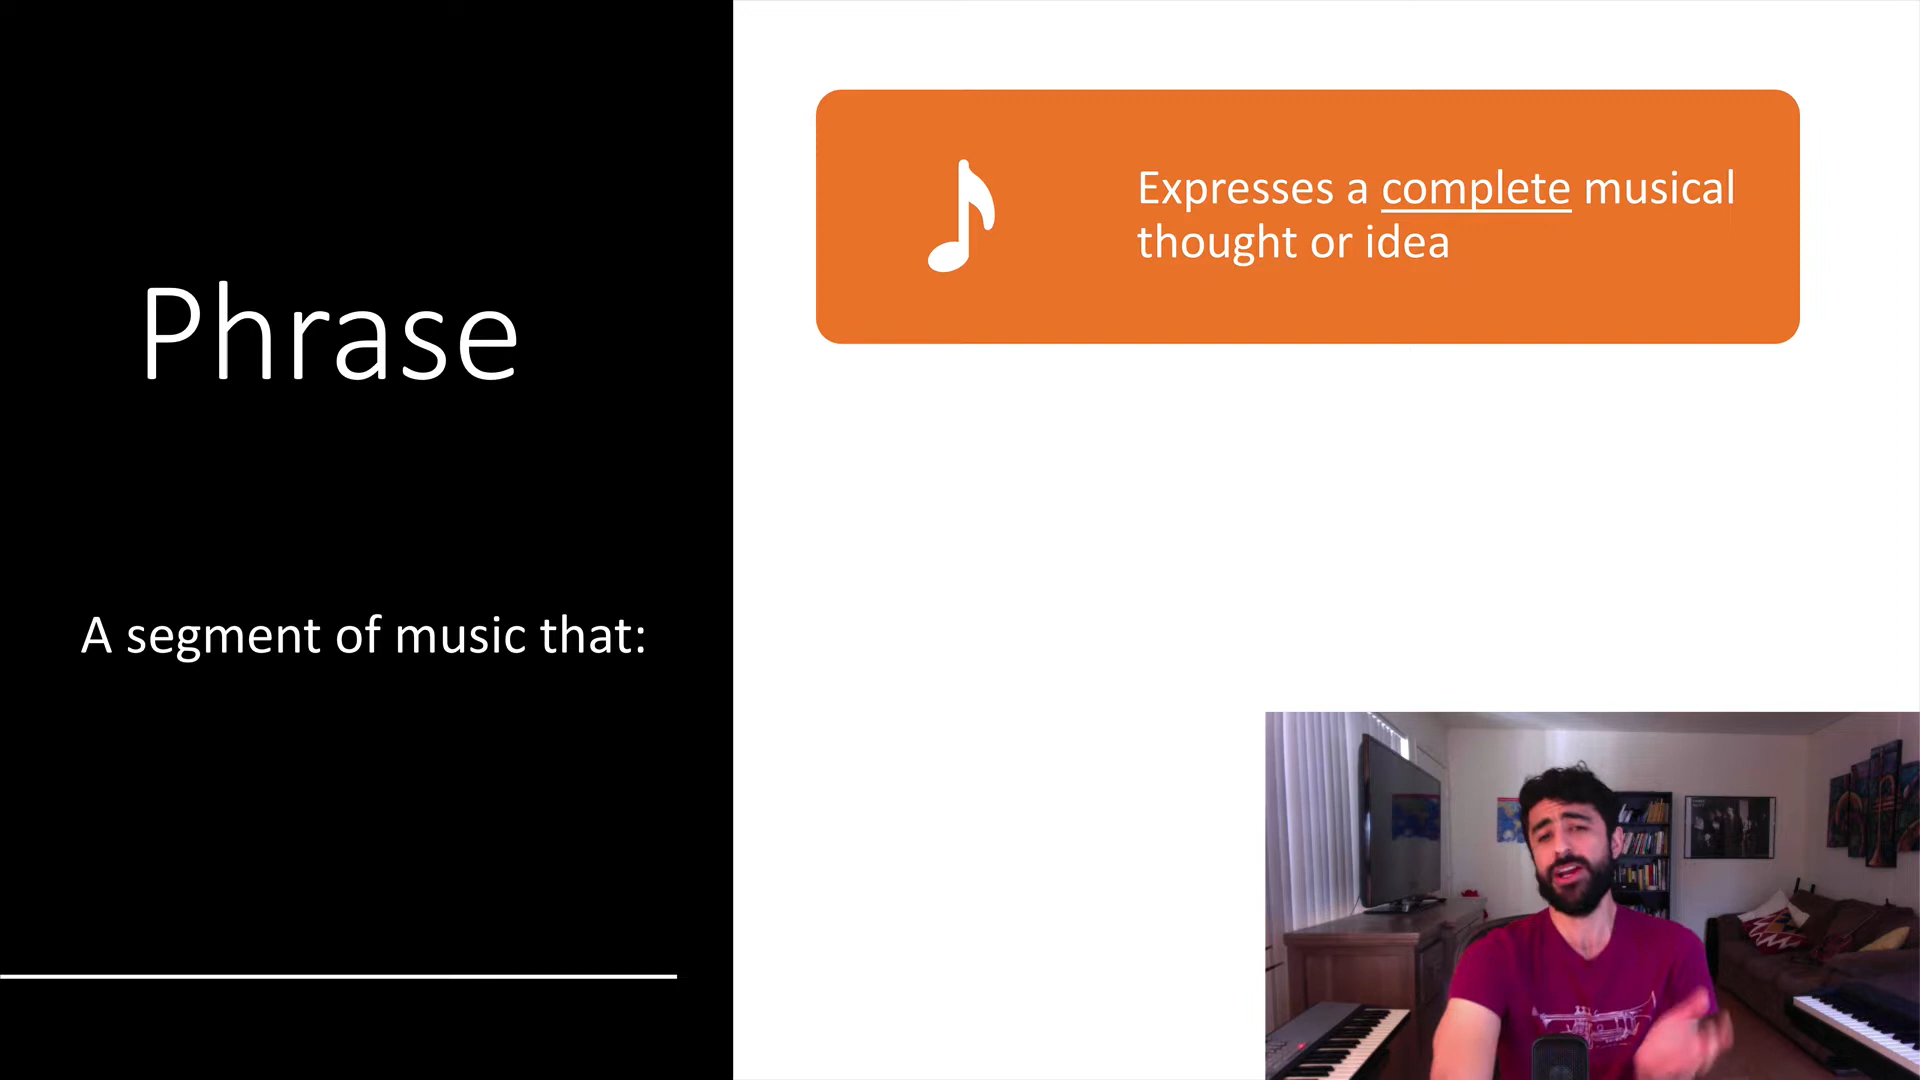 Phrase
A segment of music that:
Expresses a complete musical
thought or idea